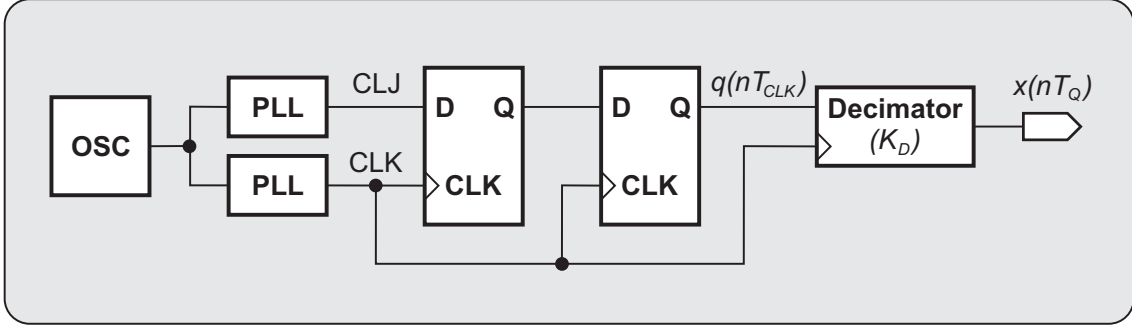 OSC
PLL
CLJ
PLL
CLK
D
Q
CLK
D
Q
CLK
q(nT_CLK)
Decimator
(K_D)
x(nT_Q)